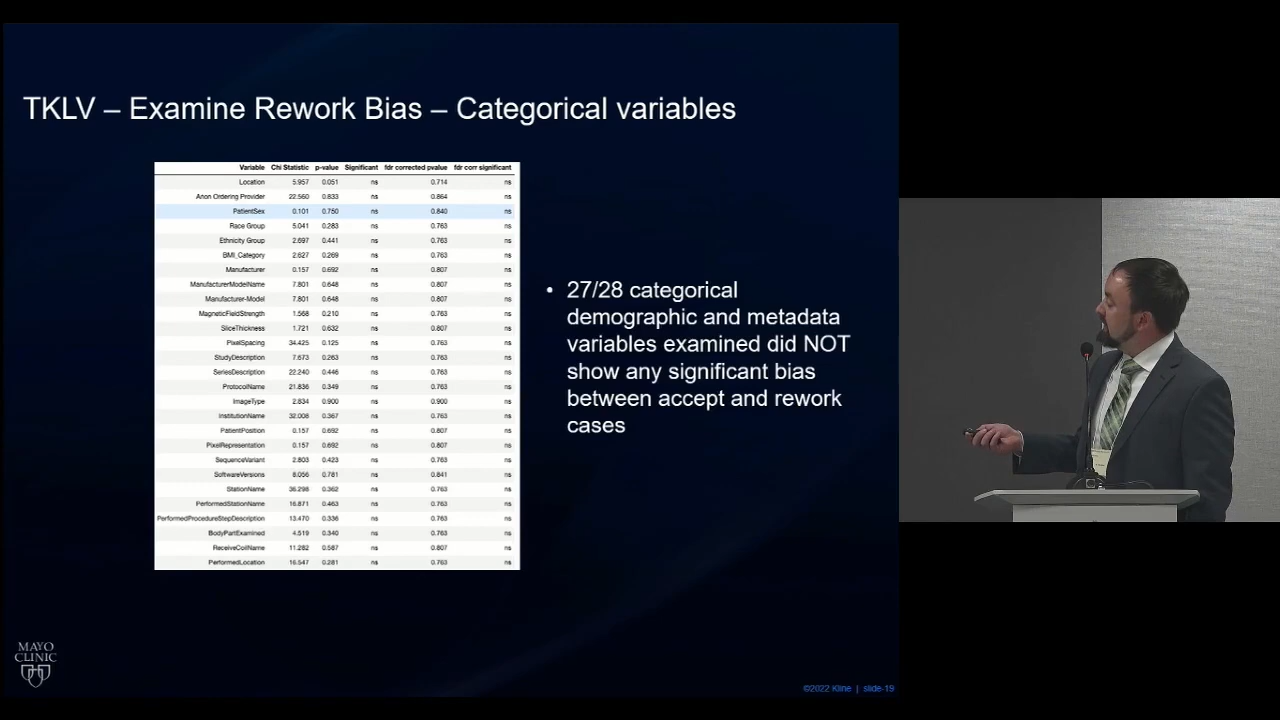 TKLV – Examine Rework Bias – Categorical variables
Variable Chi Statistic p-value Significant fdr corrected pvalue fdr corr significant
Location 5.957 0.051 ns 0.714 ns
Anon Ordering Provider 22.560 0.833 ns 0.864 ns
PatientSex 0.101 0.750 ns 0.840 ns
Race Group 5.041 0.283 ns 0.763 ns
Ethnicity Group 2.697 0.441 ns 0.763 ns
BMI_Category 2.627 0.269 ns 0.763 ns
Manufacturer 0.157 0.692 ns 0.807 ns
ManufacturerModelName 7.801 0.648 ns 0.807 ns
Manufacturer-Model 7.801 0.648 ns 0.807 ns
MagneticFieldStrength 1.568 0.210 ns 0.763 ns
SliceThickness 1.721 0.632 ns 0.807 ns
PixelSpacing 34.425 0.125 ns 0.763 ns
StudyDescription 7.673 0.263 ns 0.763 ns
SeriesDescription 22.240 0.446 ns 0.763 ns
ProtocolName 21.836 0.349 ns 0.763 ns
ImageType 2.834 0.900 ns 0.900 ns
InstitutionName 32.008 0.367 ns 0.763 ns
PatientPosition 0.157 0.692 ns 0.807 ns
PixelRepresentation 0.157 0.692 ns 0.807 ns
SequenceVariant 2.803 0.423 ns 0.763 ns
SoftwareVersions 8.056 0.781 ns 0.841 ns
StationName 36.298 0.362 ns 0.763 ns
PerformedStationName 16.871 0.463 ns 0.763 ns
PerformedProcedureStepDescription 13.470 0.336 ns 0.763 ns
BodyPartExamined 4.519 0.340 ns 0.763 ns
ReceiveCoilName 11.282 0.587 ns 0.807 ns
PerformedLocation 16.547 0.281 ns 0.763 ns
• 27/28 categorical
demographic and metadata
variables examined did NOT
show any significant bias
between accept and rework
cases
MAYO
CLINIC
©2022 Kline | slide-19